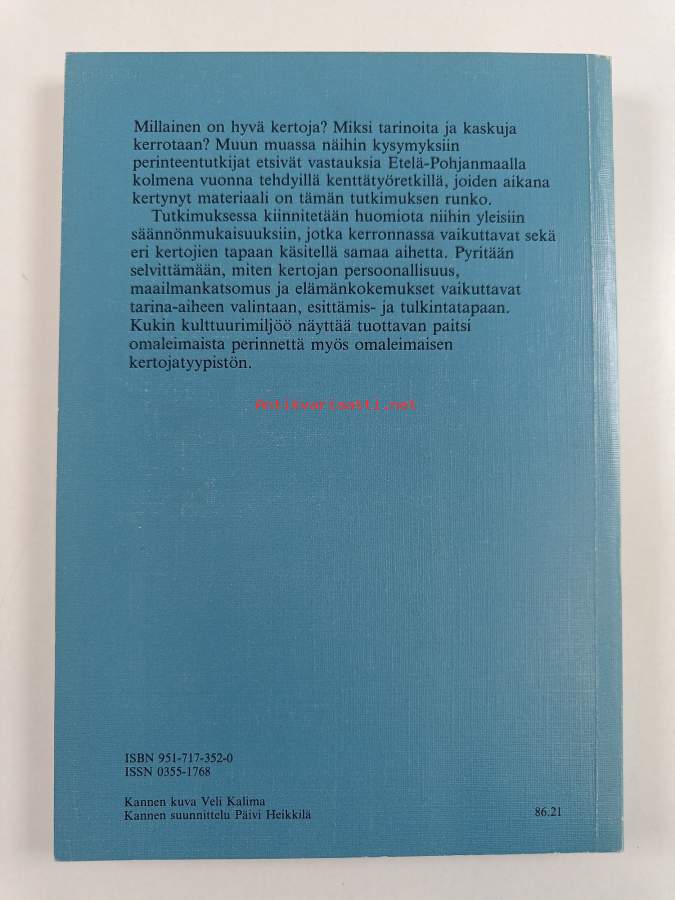 Millainen on hyvä kertoja? Miksi tarinoita ja kaskuja
kerrotaan? Muun muassa näihin kysymyksiin
perinteentutkijat etsivät vastauksia Etelä-Pohjanmaalla
kolmena vuonna tehdyillä kenttätyöretkillä, joiden aikana
kertynyt materiaali on tämän tutkimuksen runko.
Tutkimuksessa kiinnitetään huomiota niihin yleisiin
säännönmukaisuuksiin, jotka kerronnassa vaikuttavat sekä
eri kertojien tapaan käsitellä samaa aihetta. Pyritään
selvittämään, miten kertojan persoonallisuus,
maailmankatsomus ja elämänkokemukset vaikuttavat
tarina-aiheen valintaan, esittämis- ja tulkintatapaan.
Kukin kulttuurimiljöö näyttää tuottavan paitsi
omaleimaista perinnettä myös omaleimaisen
kertojatyypistön.
Antikvariaatti.net
ISBN 951-717-352-0
ISSN 0355-1768
Kannen kuva Veli Kalima
Kannen suunnittelu Päivi Heikkilä
86.21